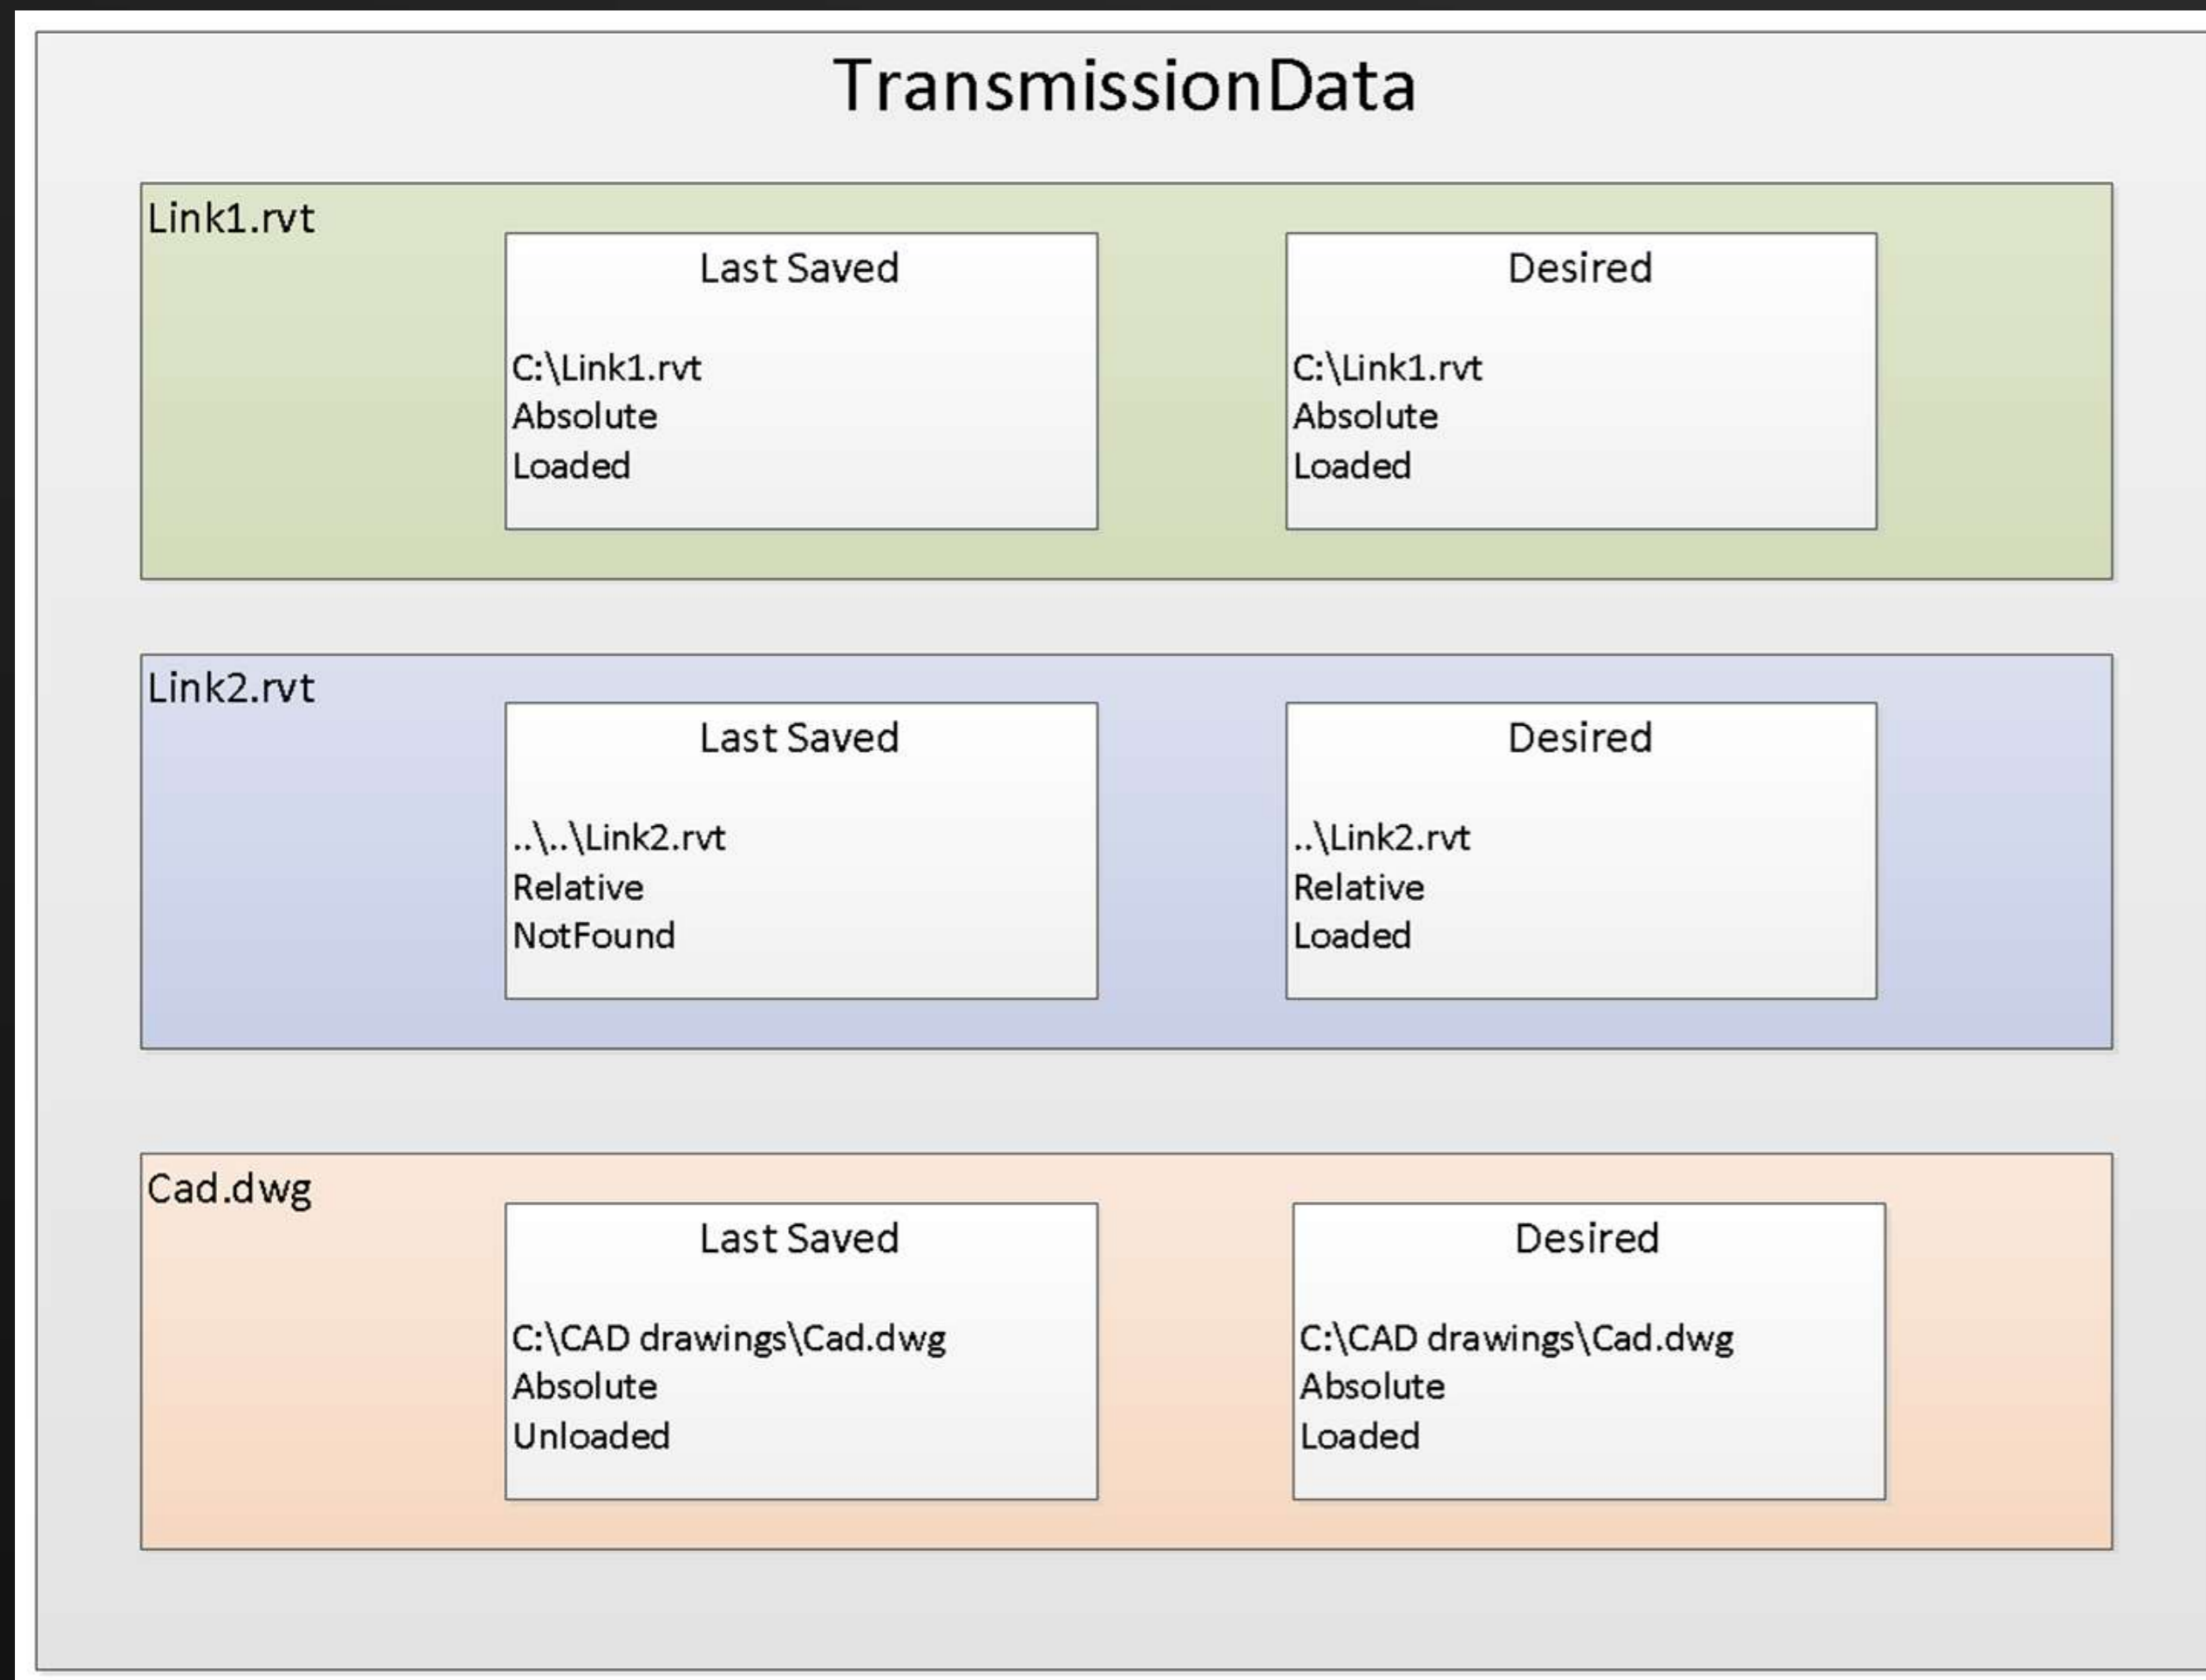 TransmissionData
Link1.rvt
Last Saved
C:\Link1.rvt
Absolute
Loaded
Desired
C:\Link1.rvt
Absolute
Loaded
Link2.rvt
Last Saved
..\..\Link2.rvt
Relative
NotFound
Desired
..\Link2.rvt
Relative
Loaded
Cad.dwg
Last Saved
C:\CAD drawings\Cad.dwg
Absolute
Unloaded
Desired
C:\CAD drawings\Cad.dwg
Absolute
Loaded